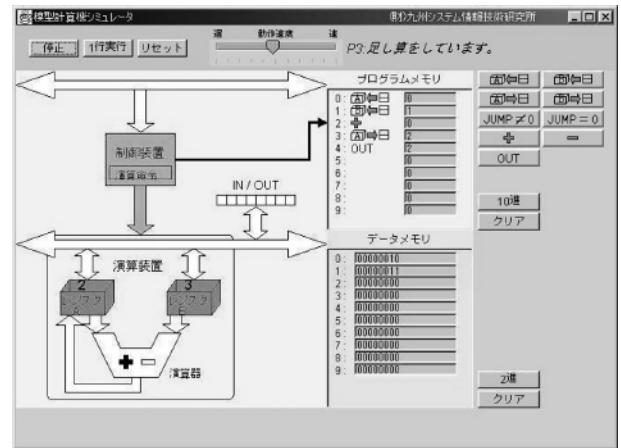 模型計算機シミュレータ
(財)九州システム情報技術研究所
停止 1行実行 リセット
遅 動作速度 速
P3:足し算をしています。
制御装置
演算命令
IN / OUT
演算装置
2
レジスタ
A
3
レジスタ
B
演算器
プログラムメモリ
0: A⇦ 0
1: B⇦ 1
2: + 0
3: A⇨ 2
4: OUT 2
5: 0
6: 0
7: 0
8: 0
9: 0
データメモリ
0: 00000010
1: 00000011
2: 00000000
3: 00000000
4: 00000000
5: 00000000
6: 00000000
7: 00000000
8: 00000000
9: 00000000
A⇦ B⇦
A⇨ B⇨
JUMP≠0 JUMP=0
+ −
OUT
10進
クリア
2進
クリア